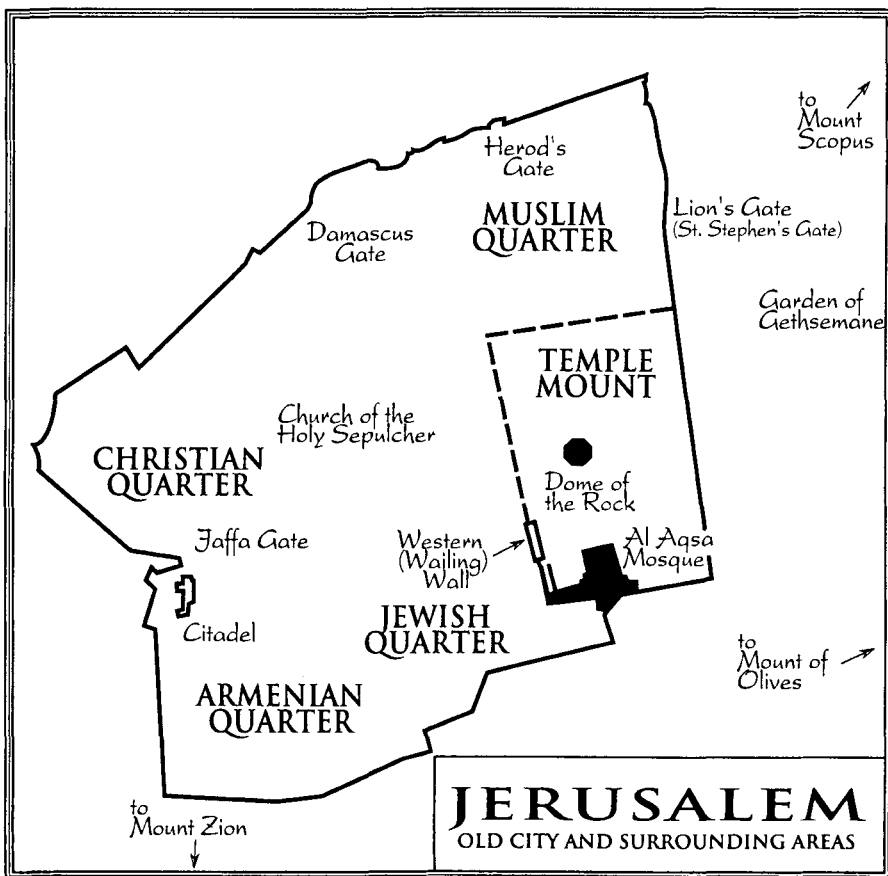 to
Mount
Scopus
Herod's
Gate
MUSLIM
QUARTER
Lion's Gate
(St. Stephen's Gate)
Damascus
Gate
Garden of
Gethsemane
TEMPLE
MOUNT
Church of the
Holy Sepulcher
CHRISTIAN
QUARTER
Dome of
the Rock
Jaffa Gate
Western
(Wailing)
Wall
Al Aqsa
Mosque
Citadel
JEWISH
QUARTER
to
Mount of
Olives
ARMENIAN
QUARTER
to
Mount Zion
JERUSALEM
OLD CITY AND SURROUNDING AREAS